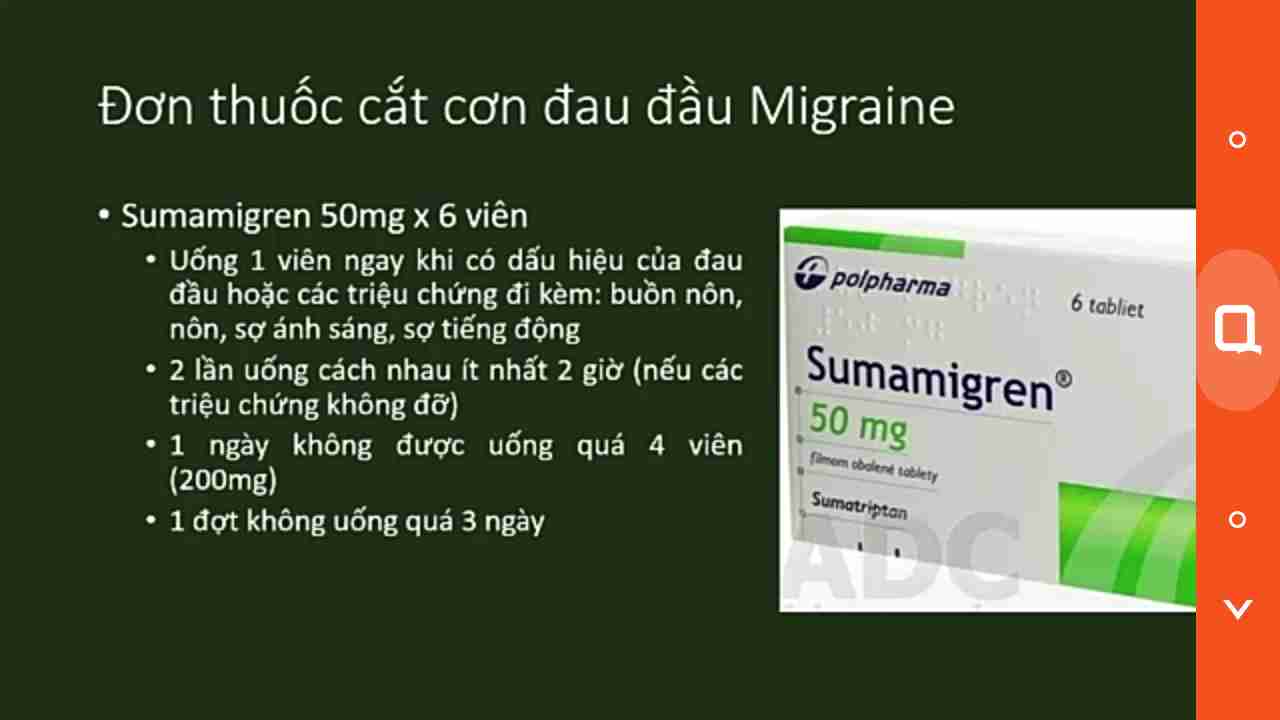 Đơn thuốc cắt cơn đau đầu Migraine
• Sumamigren 50mg x 6 viên
• Uống 1 viên ngay khi có dấu hiệu của đau
đầu hoặc các triệu chứng đi kèm: buồn nôn,
nôn, sợ ánh sáng, sợ tiếng động
• 2 lần uống cách nhau ít nhất 2 giờ (nếu các
triệu chứng không đỡ)
• 1 ngày không được uống quá 4 viên
(200mg)
• 1 đợt không uống quá 3 ngày
polpharma
6 tabliet
Sumamigren®
50 mg
filmom obalené tablety
Sumatriptan
ADC